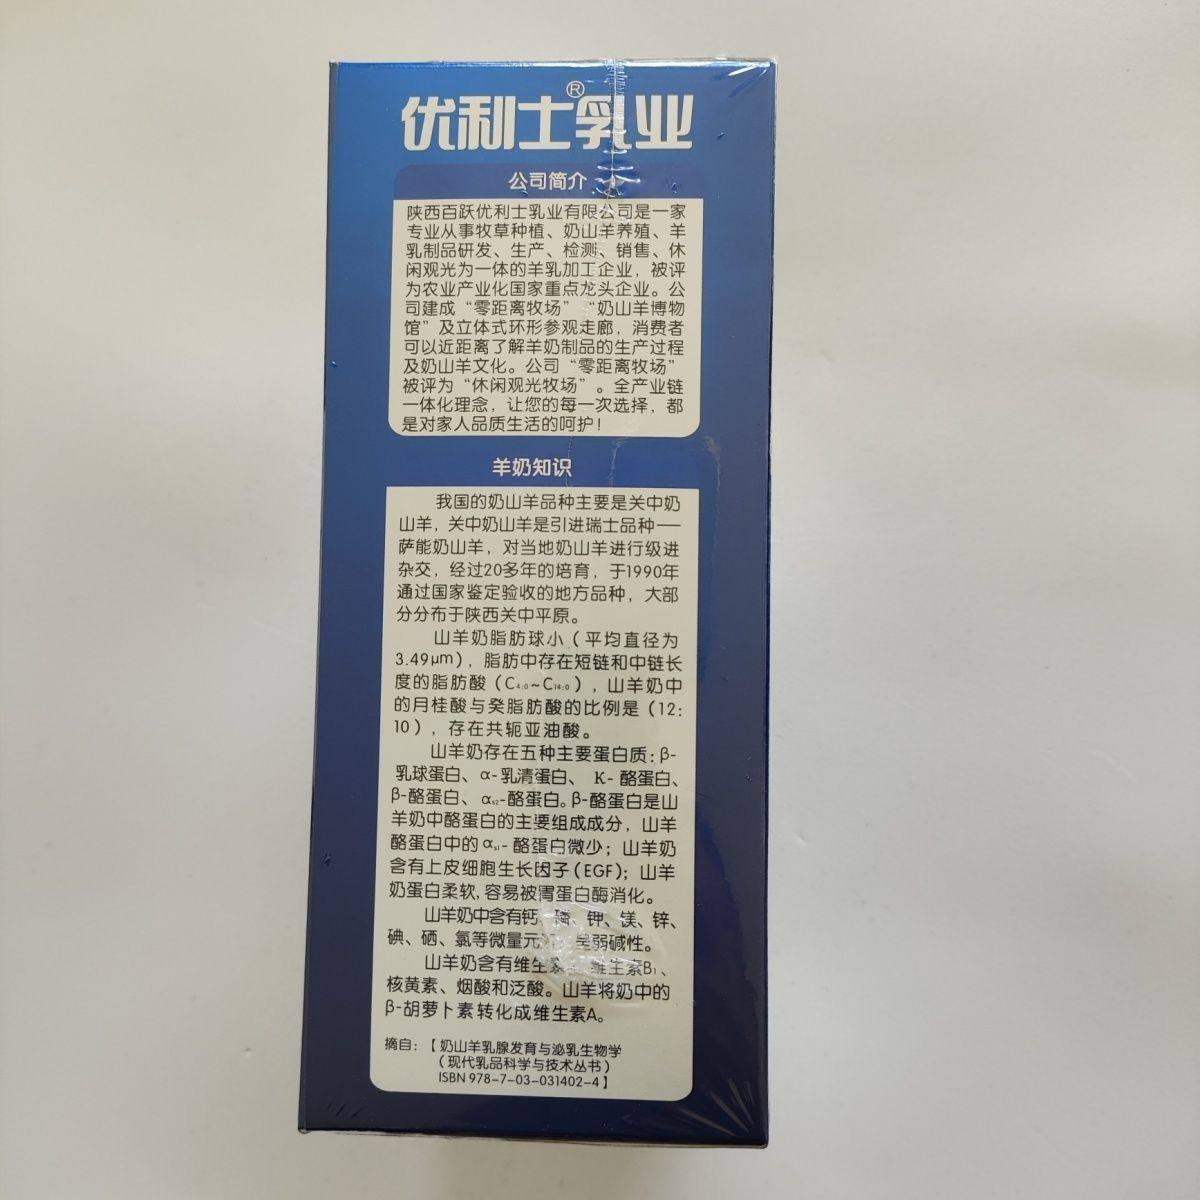 优利士乳业
®
公司简介
陕西百跃优利士乳业有限公司是一家
专业从事牧草种植、奶山羊养殖、羊
乳制品研发、生产、检测、销售、休
闲观光为一体的羊乳加工企业，被评
为农业产业化国家重点龙头企业。公
司建成“零距离牧场”“奶山羊博物
馆”及立体式环形参观走廊，消费者
可以近距离了解羊奶制品的生产过程
及奶山羊文化。公司“零距离牧场”
被评为“休闲观光牧场”。全产业链
一体化理念，让您的每一次选择，都
是对家人品质生活的呵护！
羊奶知识
我国的奶山羊品种主要是关中奶
山羊，关中奶山羊是引进瑞士品种——
萨能奶山羊，对当地奶山羊进行级进
杂交，经过20多年的培育，于1990年
通过国家鉴定验收的地方品种，大部
分分布于陕西关中平原。
山羊奶脂肪球小（平均直径为
3.49μm），脂肪中存在短链和中链长
度的脂肪酸（C4:0~C14:0），山羊奶中
的月桂酸与癸脂肪酸的比例是（12:
10），存在共轭亚油酸。
山羊奶存在五种主要蛋白质：β-
乳球蛋白、α-乳清蛋白、K-酪蛋白、
β-酪蛋白、αs2-酪蛋白。β-酪蛋白是山
羊奶中酪蛋白的主要组成成分，山羊
酪蛋白中的αs1-酪蛋白微少；山羊奶
含有上皮细胞生长因子(EGF)；山羊
奶蛋白柔软，容易被胃蛋白酶消化。
山羊奶中含有钙、磷、钾、镁、锌、
碘、硒、氯等微量元 呈弱碱性。
山羊奶含有维生素 维生素B1、
核黄素、烟酸和泛酸。山羊将奶中的
β-胡萝卜素转化成维生素A。
摘自：【奶山羊乳腺发育与泌乳生物学
（现代乳品科学与技术丛书）
ISBN 978-7-03-031402-4】